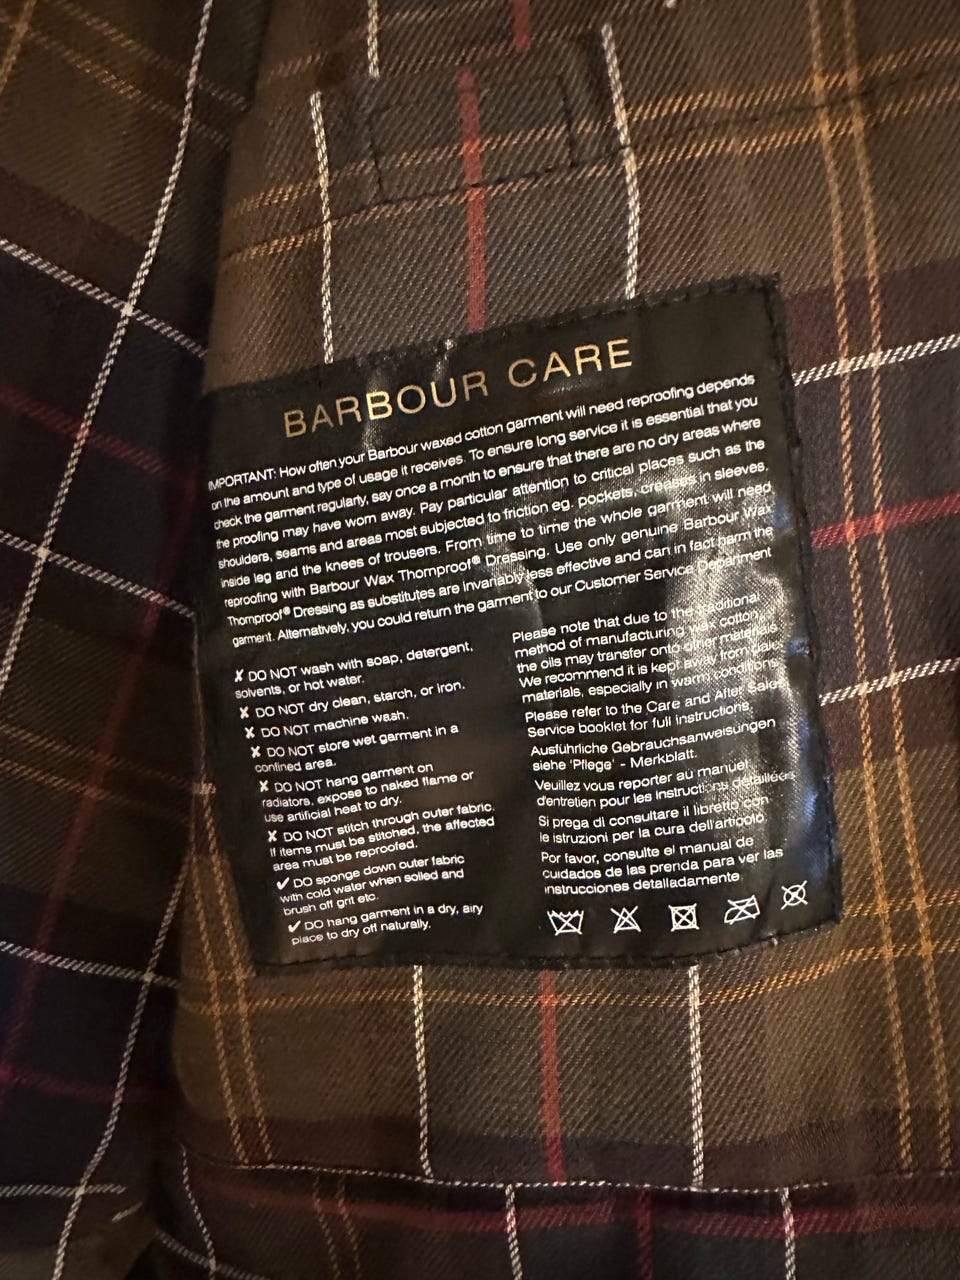 BARBOUR CARE
IMPORTANT: How often your Barbour waxed cotton garment will need reproofing depends
on the amount and type of usage it receives. To ensure long service it is essential that you
check the garment regularly, say once a month to ensure that there are no dry areas where
the proofing may have worn away. Pay particular attention to critical places such as the
shoulders, seams and areas most subjected to friction eg. pockets, creases in sleeves,
inside leg and the knees of trousers. From time to time the whole garment will need
reproofing with Barbour Wax Thornproof® Dressing. Use only genuine Barbour Wax
Thornproof® Dressing as substitutes are invariably less effective and can in fact harm the
garment. Alternatively, you could return the garment to our Customer Service Department
✘ DO NOT wash with soap, detergent,
solvents, or hot water.
✘ DO NOT dry clean, starch, or iron.
✘ DO NOT machine wash.
✘ DO NOT store wet garment in a
confined area.
✘ DO NOT hang garment on
radiators, expose to naked flame or
use artificial heat to dry.
✘ DO NOT stitch through outer fabric.
If items must be stitched, the affected
area must be reproofed.
✔ DO sponge down outer fabric
with cold water when soiled and
brush off grit etc.
✔ DO hang garment in a dry, airy
place to dry off naturally.
Please note that due to the traditional
method of manufacturing wax cotton,
the oils may transfer onto other materials.
We recommend it is kept away from pale
materials, especially in warm conditions.
Please refer to the Care and After Sales
Service booklet for full instructions.
Ausführliche Gebrauchsanweisungen
siehe 'Pflege' - Merkblatt.
Veuillez vous reporter au manuel
d'entretien pour les instructions détaillées
Si prega di consultare il libretto con
le istruzioni per la cura dell'articolo.
Por favor, consulte el manual de
cuidados de las prenda para ver las
instrucciones detalladamente